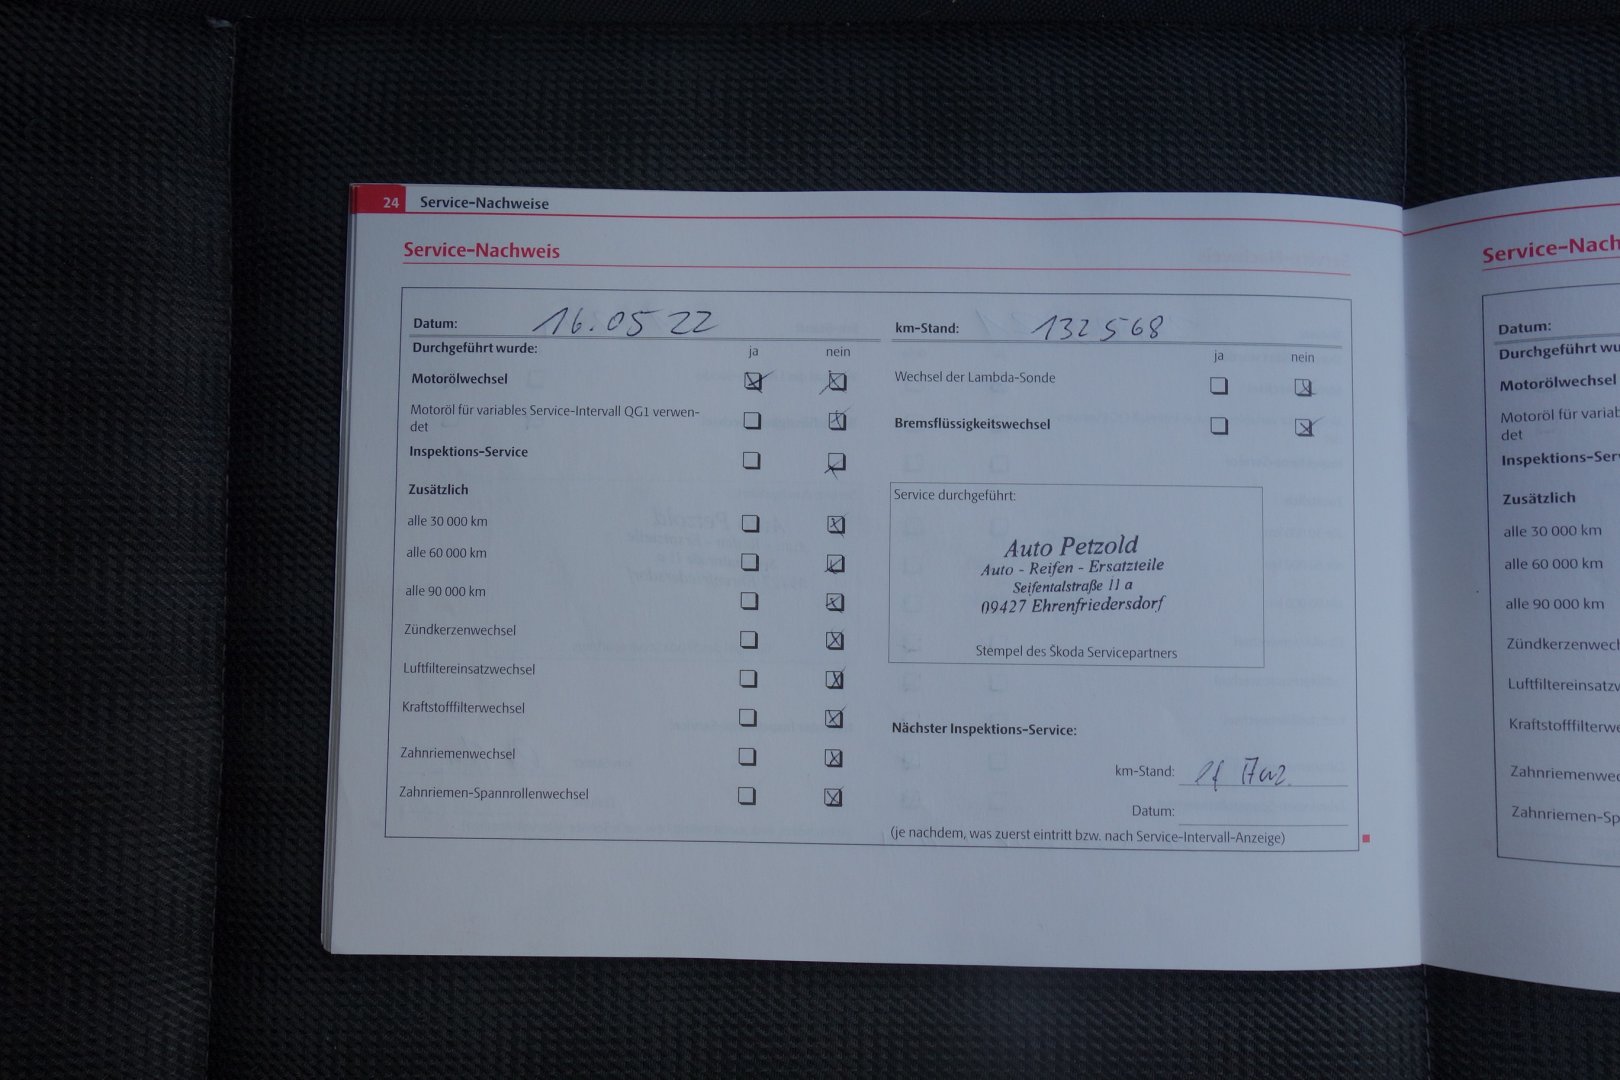 24 Service-Nachweise
Service-Nachweis
Datum: 16.05 22
Durchgeführt wurde: ja nein
Motorölwechsel
Motoröl für variables Service-Intervall QG1 verwen-
det
Inspektions-Service
Zusätzlich
alle 30 000 km
alle 60 000 km
alle 90 000 km
Zündkerzenwechsel
Luftfiltereinsatzwechsel
Kraftstofffilterwechsel
Zahnriemenwechsel
Zahnriemen-Spannrollenwechsel
km-Stand: 132 568
ja nein
Wechsel der Lambda-Sonde
Bremsflüssigkeitswechsel
Service durchgeführt:
Auto Petzold
Auto - Reifen - Ersatzteile
Seifentalstraße 11 a
09427 Ehrenfriedersdorf
Stempel des Škoda Servicepartners
Nächster Inspektions-Service:
km-Stand:
Datum:
(je nachdem, was zuerst eintritt bzw. nach Service-Intervall-Anzeige)
Service-Nach
Datum:
Durchgeführt wu
Motorölwechsel
Motoröl für variab
det
Inspektions-Ser
Zusätzlich
alle 30 000 km
alle 60 000 km
alle 90 000 km
Zündkerzenwech
Luftfiltereinsatzw
Kraftstofffilterwe
Zahnriemenwec
Zahnriemen-Sp